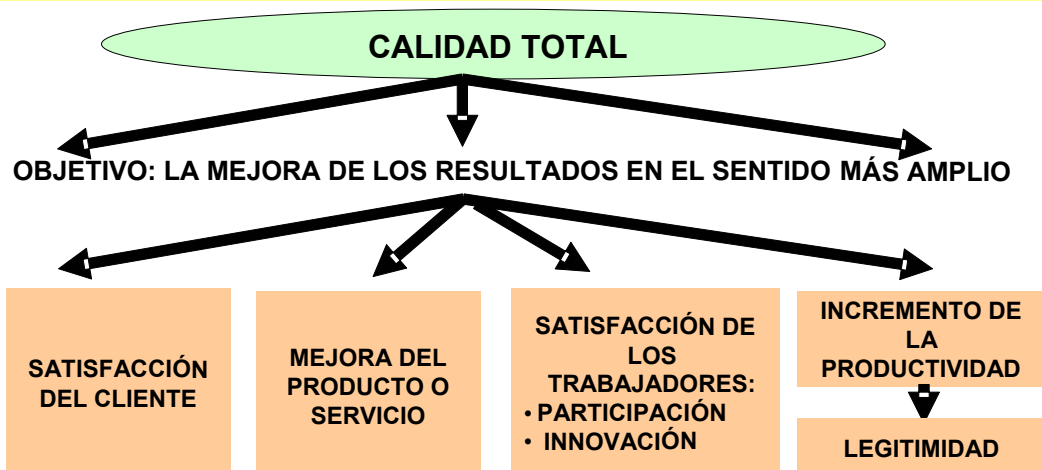 CALIDAD TOTAL
OBJETIVO: LA MEJORA DE LOS RESULTADOS EN EL SENTIDO MÁS AMPLIO
SATISFACCIÓN
DEL CLIENTE
MEJORA DEL
PRODUCTO O
SERVICIO
SATISFACCIÓN DE
LOS
TRABAJADORES:
• PARTICIPACIÓN
• INNOVACIÓN
INCREMENTO DE
LA
PRODUCTIVIDAD
LEGITIMIDAD